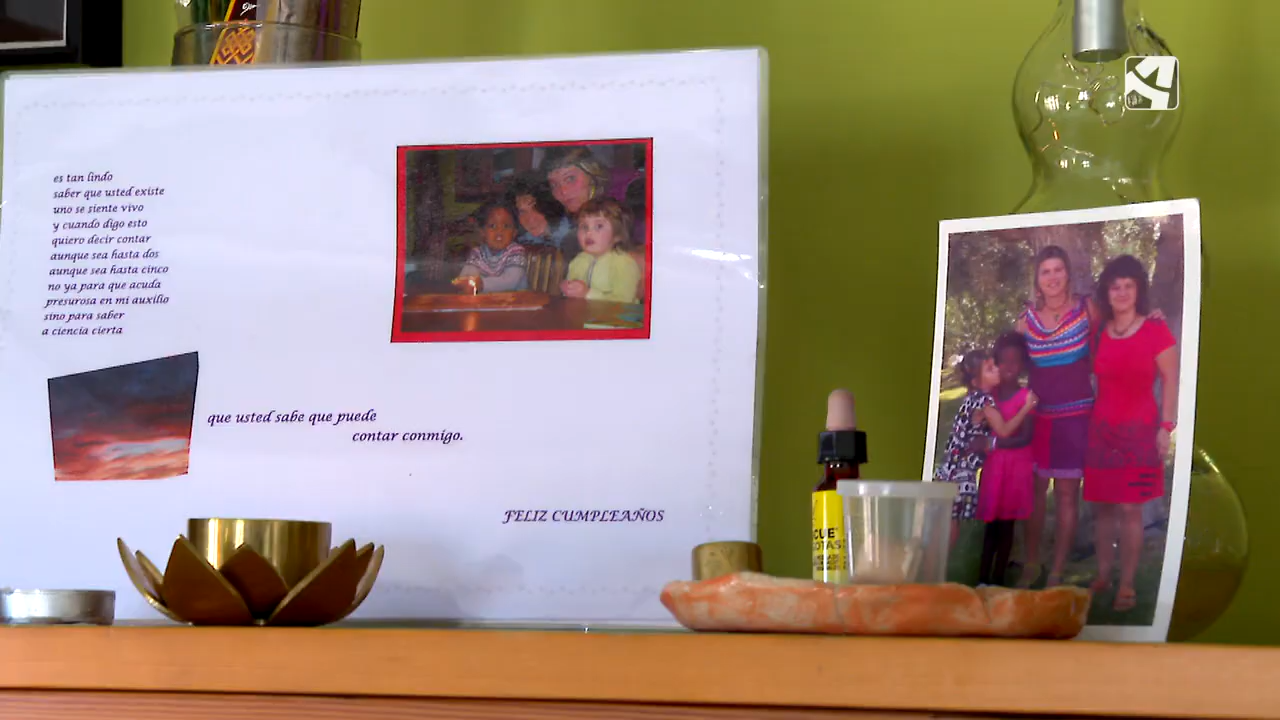 es tan lindo
saber que usted existe
uno se siente vivo
y cuando digo esto
quiero decir contar
aunque sea hasta dos
aunque sea hasta cinco
no ya para que acuda
presurosa en mi auxilio
sino para saber
a ciencia cierta
que usted sabe que puede
contar conmigo.
FELIZ CUMPLEAÑOS
CUE
OTAS